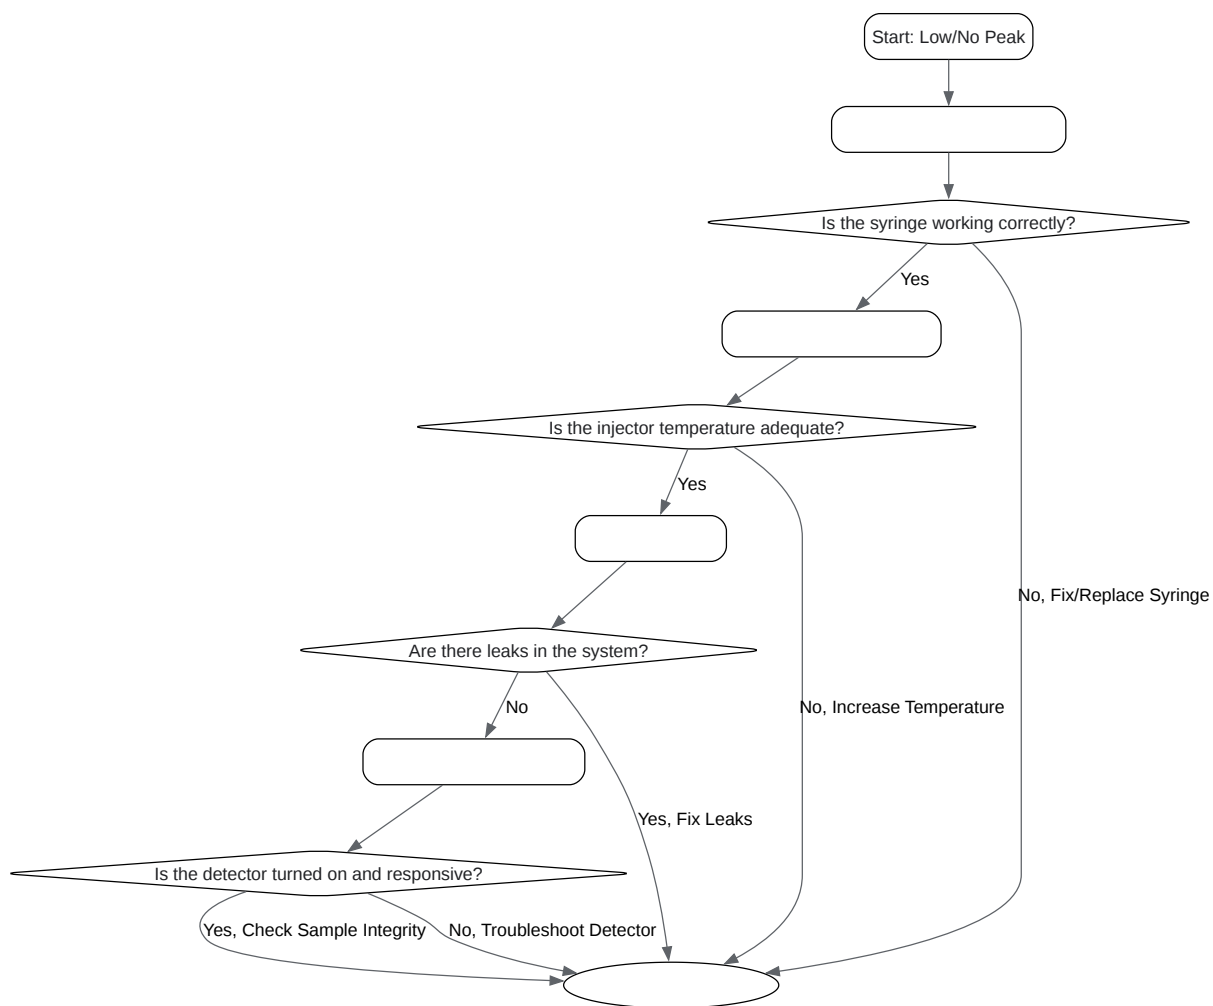 Start: Low/No Peak
Is the syringe working correctly?
Yes
Is the injector temperature adequate?
Yes
No, Fix/Replace Syringe
Are there leaks in the system?
No
No, Increase Temperature
Yes, Fix Leaks
Is the detector turned on and responsive?
Yes, Check Sample Integrity
No, Troubleshoot Detector